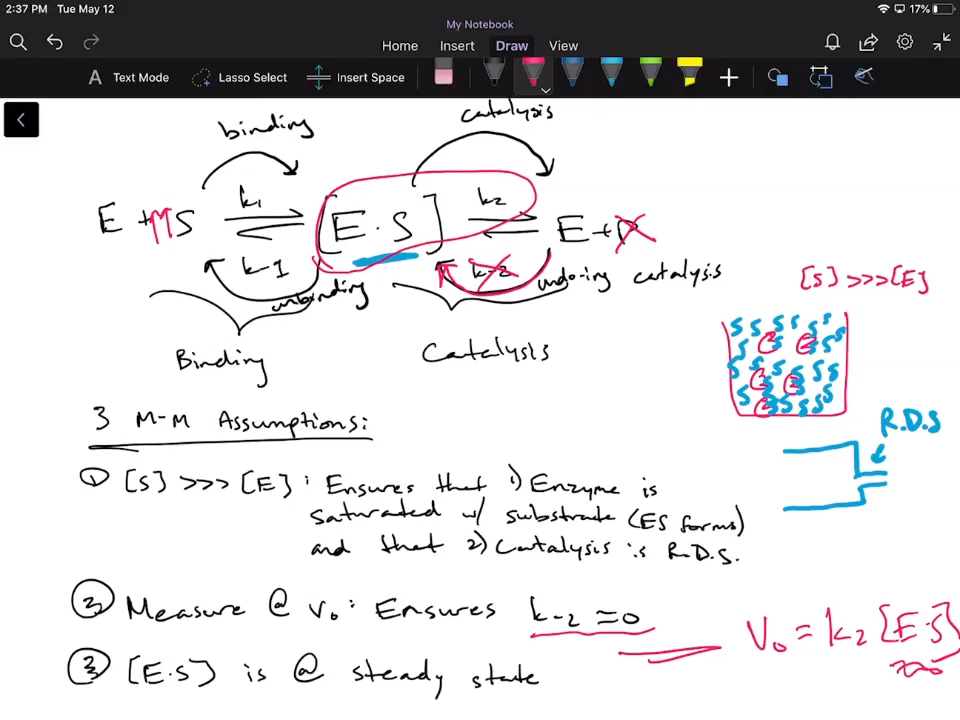 2:37 PM Tue May 12
17%
My Notebook
Home Insert Draw View
Text Mode Lasso Select Insert Space
binding
catalysis
E + S k1 [E·S] k2 E + P
k-1 k-2
unbinding undo-ing catalysis
Binding Catalysis
[S] >>> [E]
R.D.S
3 M-M Assumptions:
① [S] >>> [E]: Ensures that 1) Enzyme is
saturated w/ substrate (ES forms)
and that 2) Catalysis is R.D.S.
② Measure @ v₀: Ensures k-2 ≈ 0
V₀ = k2 [E·S]
③ [E·S] is @ steady state